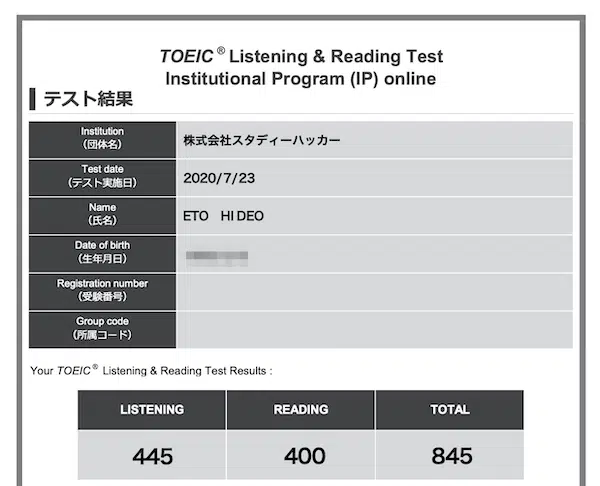 TOEIC® Listening & Reading Test
Institutional Program (IP) online
テスト結果
Institution
（団体名）
株式会社スタディーハッカー
Test date
（テスト実施日）
2020/7/23
Name
（氏名）
ETO HIDEO
Date of birth
（生年月日）
Registration number
（受験番号）
Group code
（所属コード）
Your TOEIC® Listening & Reading Test Results :
LISTENING READING TOTAL
445 400 845